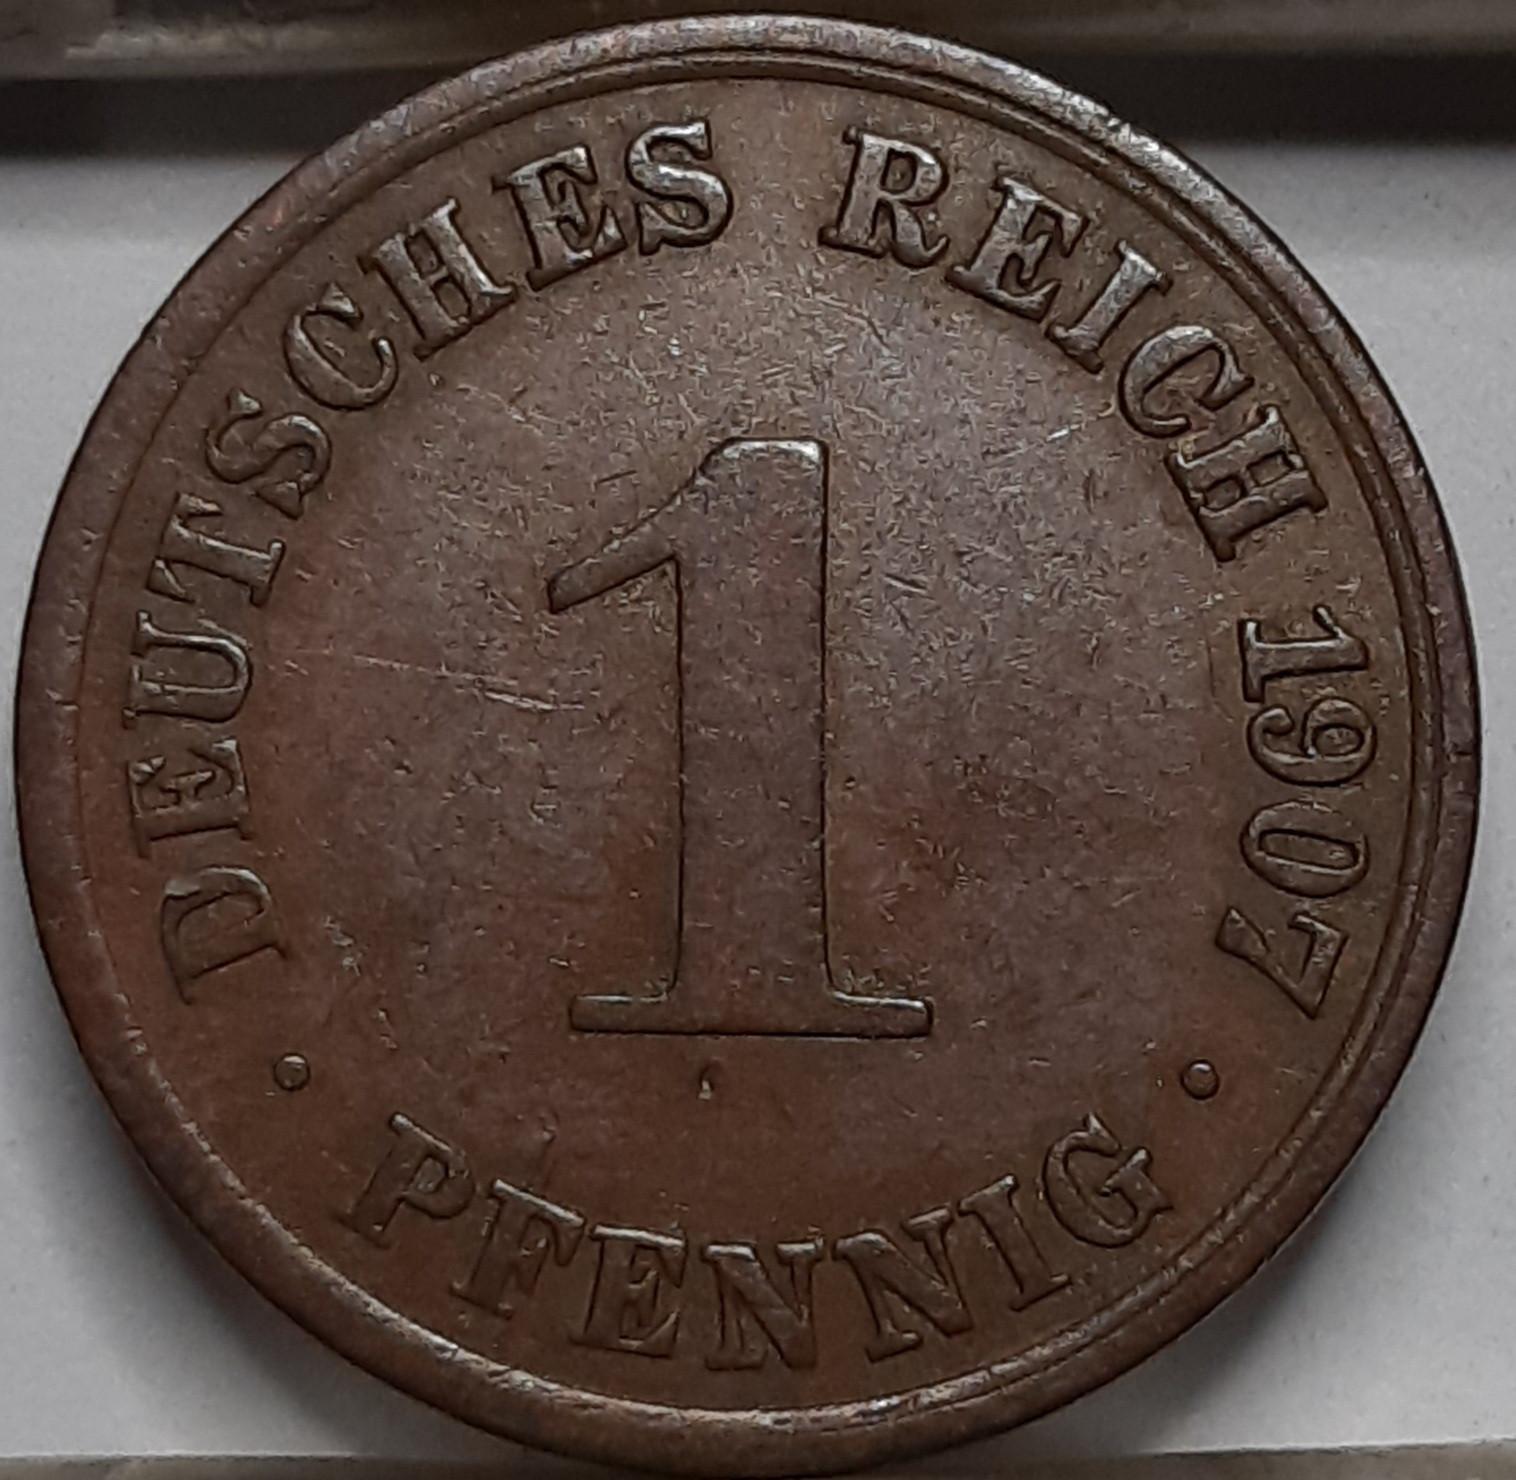 DEUTSCHES REICH 1907
1
• PFENNIG •